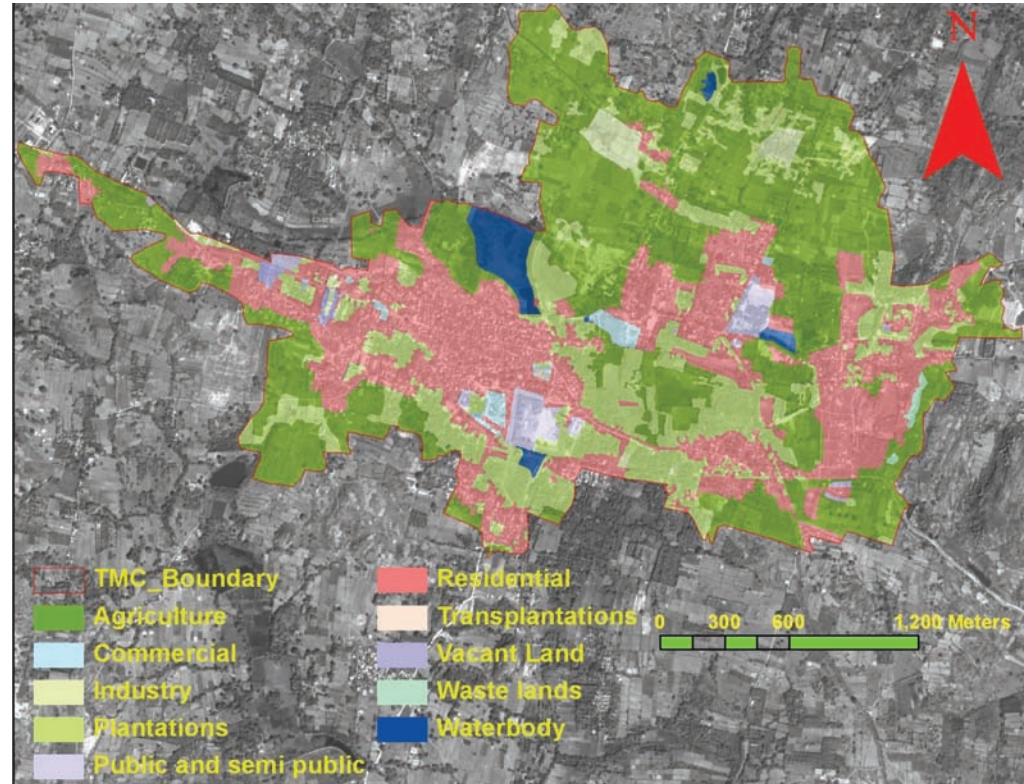 N
TMC_Boundary
Agriculture
Commercial
Industry
Plantations
Public and semi public
Residential
Transplantations
Vacant Land
Waste lands
Waterbody
0 300 600 1,200 Meters